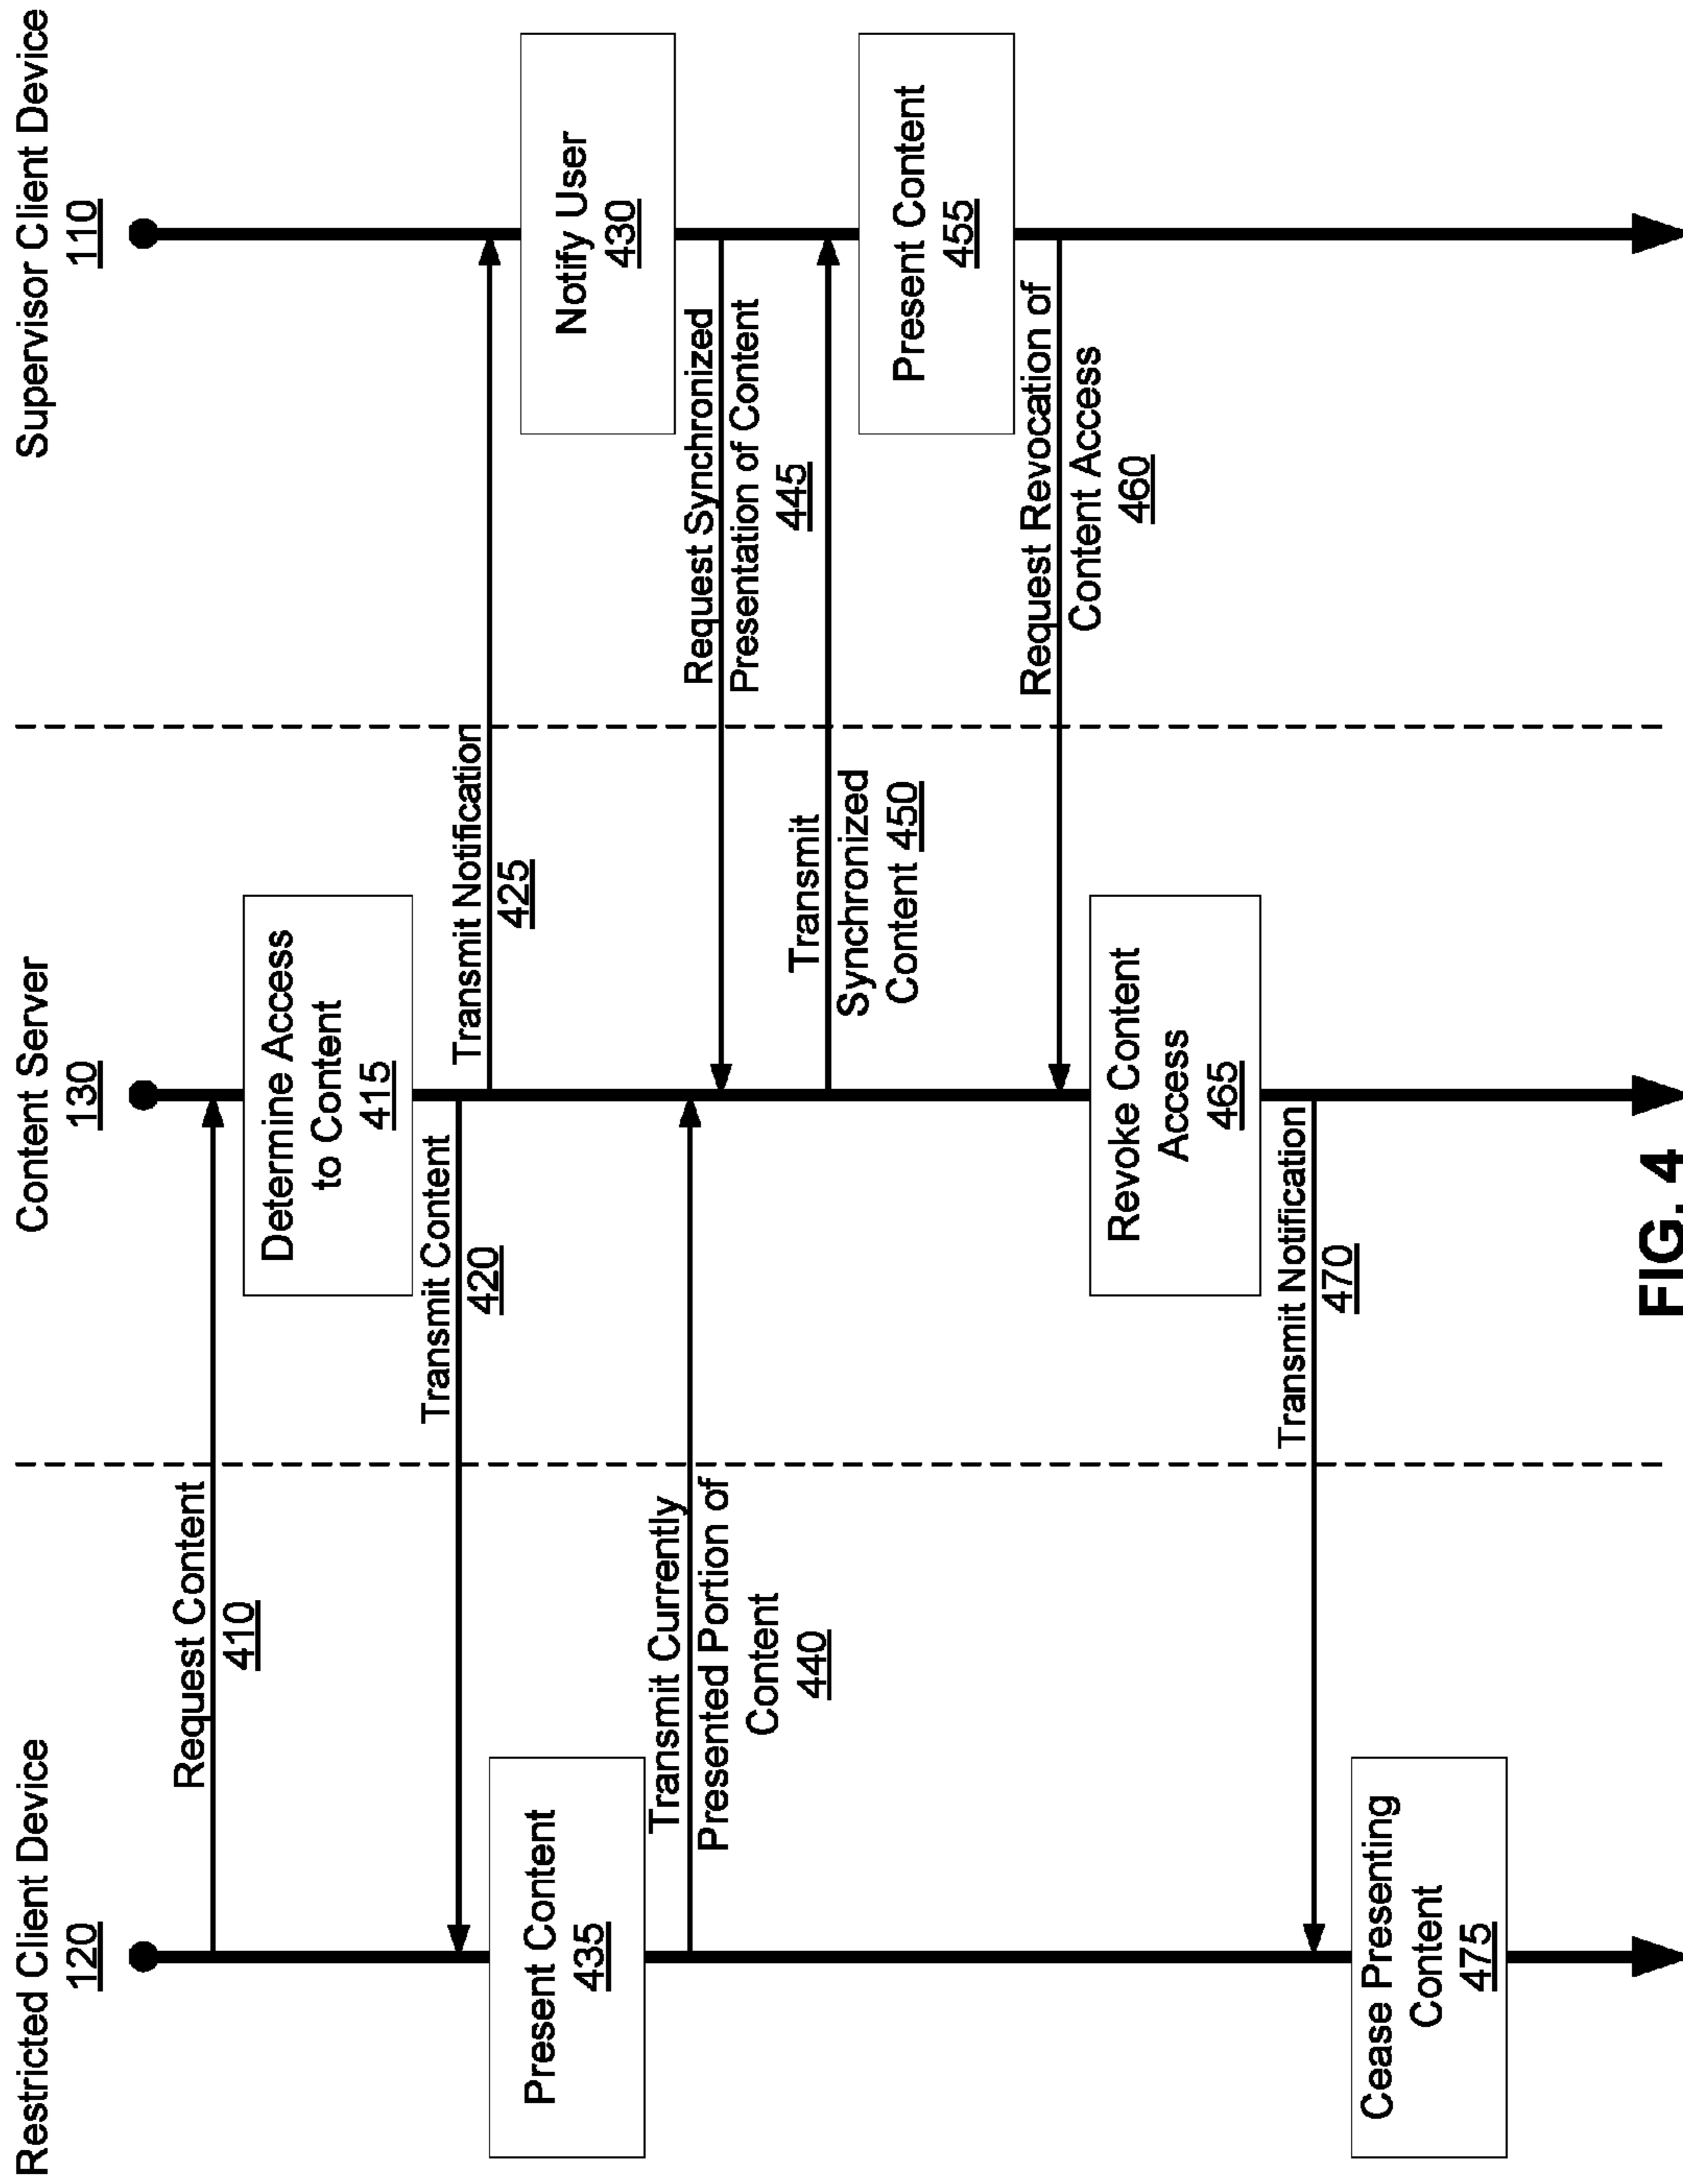 Restricted Client Device
120
Content Server
130
Supervisor Client Device
110
Request Content
410
Determine Access
to Content
415
Transmit Content
420
Transmit Notification
425
Notify User
430
Present Content
435
Transmit Currently
Presented Portion of
Content
440
Request Synchronized
Presentation of Content
445
Transmit
Synchronized
Content 450
Present Content
455
Request Revocation of
Content Access
460
Revoke Content
Access
465
Transmit Notification
470
Cease Presenting
Content
475
FIG. 4